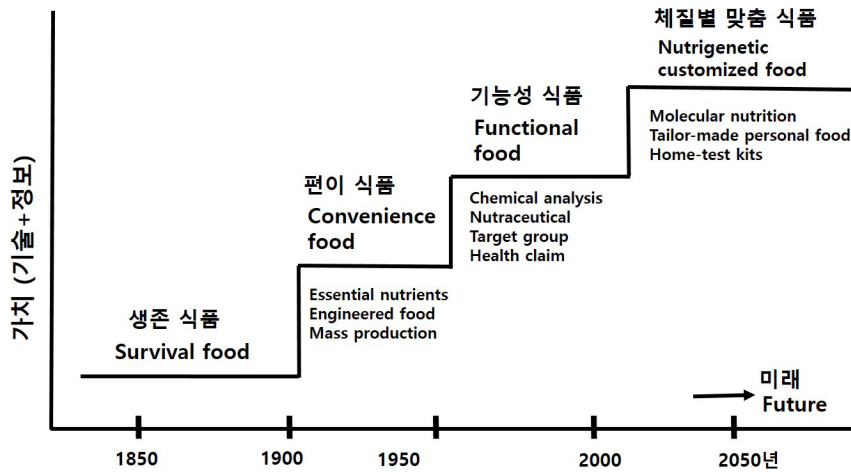 체질별 맞춤 식품
Nutrigenetic
customized food
Molecular nutrition
Tailor-made personal food
Home-test kits
기능성 식품
Functional
food
Chemical analysis
Nutraceutical
Target group
Health claim
편이 식품
Convenience
food
Essential nutrients
Engineered food
Mass production
생존 식품
Survival food
가치 (기술+정보)
미래
Future
1850
1900
1950
2000
2050년